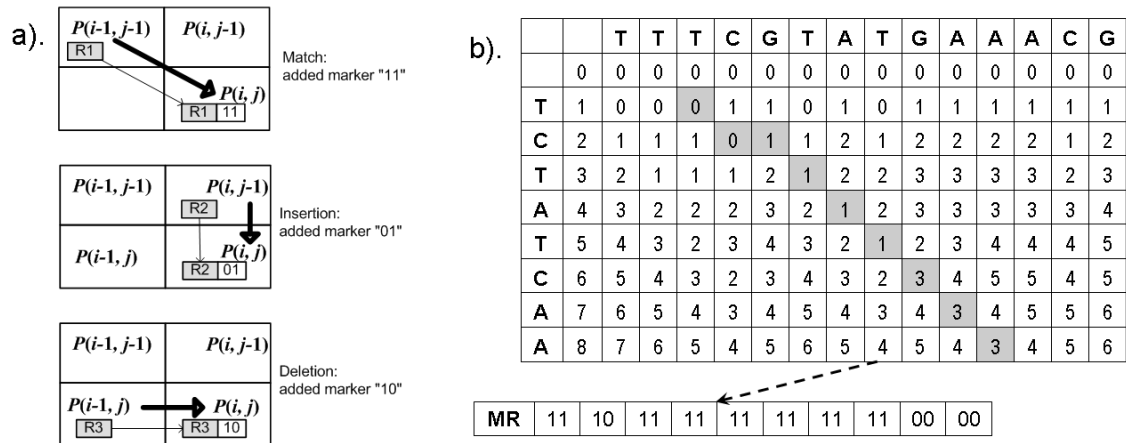 a).
P(i-1, j-1) P(i, j-1)
R1
P(i, j)
R1 11
Match:
added marker "11"
P(i-1, j-1) P(i, j-1)
R2
P(i-1, j) P(i, j)
R2 01
Insertion:
added marker "01"
P(i-1, j-1) P(i, j-1)
P(i-1, j) P(i, j)
R3 R3 10
Deletion:
added marker "10"
b).
T T T C G T A T G A A A C G
0 0 0 0 0 0 0 0 0 0 0 0 0 0 0
T 1 0 0 0 1 1 0 1 0 1 1 1 1 1 1
C 2 1 1 1 0 1 1 2 1 2 2 2 2 1 2
T 3 2 1 1 1 2 1 2 2 3 3 3 3 2 3
A 4 3 2 2 2 3 2 1 2 3 3 3 3 3 4
T 5 4 3 2 3 4 3 2 1 2 3 4 4 4 5
C 6 5 4 3 2 3 4 3 2 3 4 5 5 4 5
A 7 6 5 4 3 4 5 4 3 4 3 4 5 5 6
A 8 7 6 5 4 5 6 5 4 5 4 3 4 5 6
MR 11 10 11 11 11 11 11 11 00 00